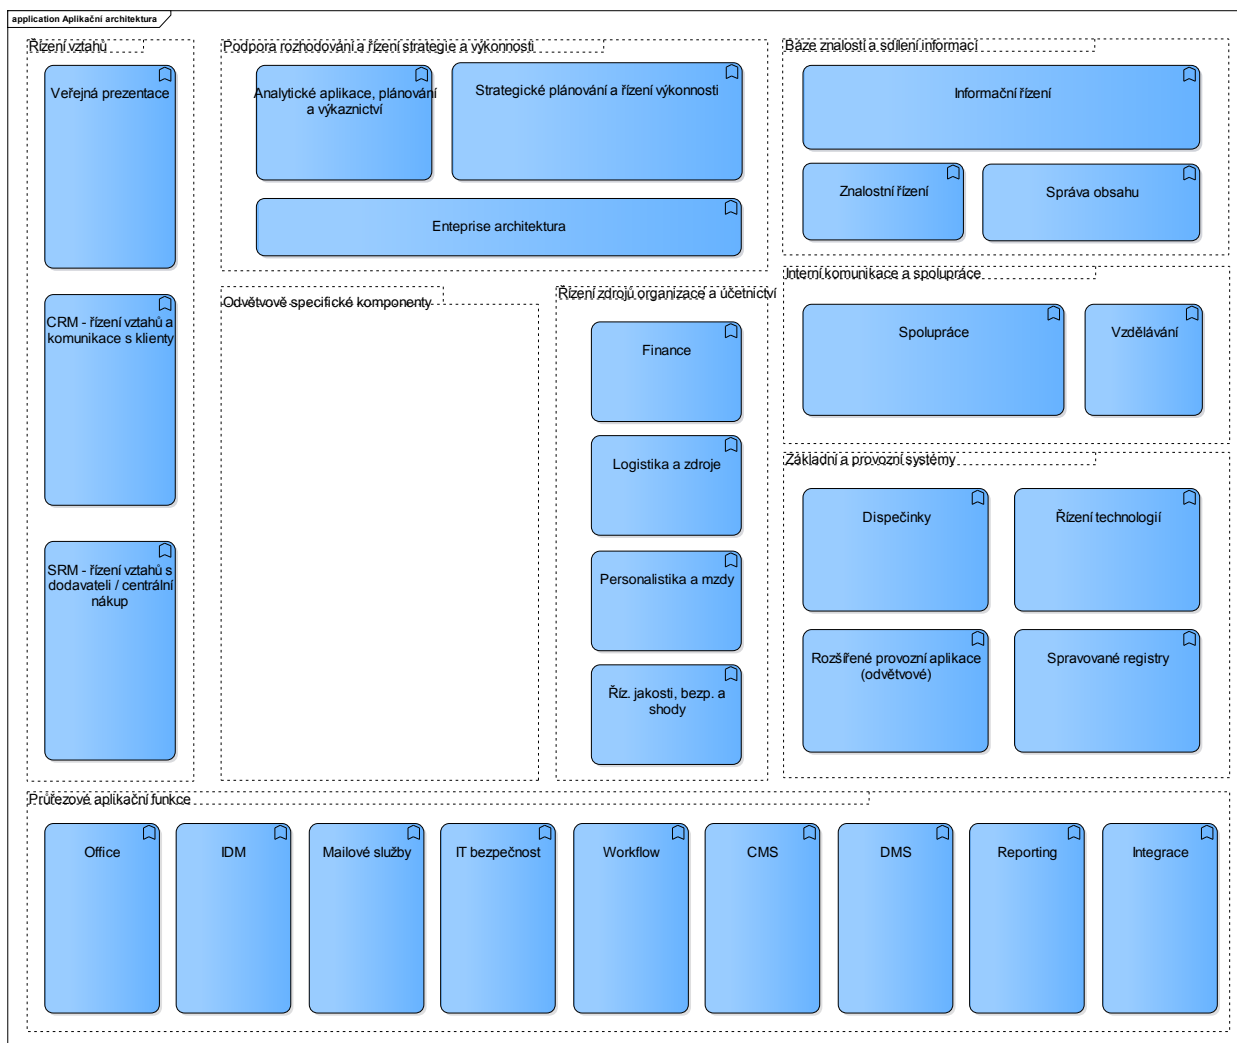 application Aplikační architektura
Řízení vztahů
Veřejná prezentace
CRM - řízení vztahů a
komunikace s klienty
SRM - řízení vztahů s
dodavateli / centrální
nákup
Podpora rozhodování a řízení strategie a výkonnosti
Analytické aplikace, plánování
a výkaznictví
Strategické plánování a řízení výkonnosti
Enteprise architektura
Odvětvově specifické komponenty
Řízení zdrojů organizace a účetnictví
Finance
Logistika a zdroje
Personalistika a mzdy
Říz. jakosti, bezp. a
shody
Báze znalostí a sdílení informací
Informační řízení
Znalostní řízení
Správa obsahu
Interní komunikace a spolupráce
Spolupráce
Vzdělávání
Základní a provozní systémy
Dispečinky
Řízení technologií
Rozšířené provozní aplikace
(odvětvové)
Spravované registry
Průřezové aplikační funkce
Office
IDM
Mailové služby
IT bezpečnost
Workflow
CMS
DMS
Reporting
Integrace